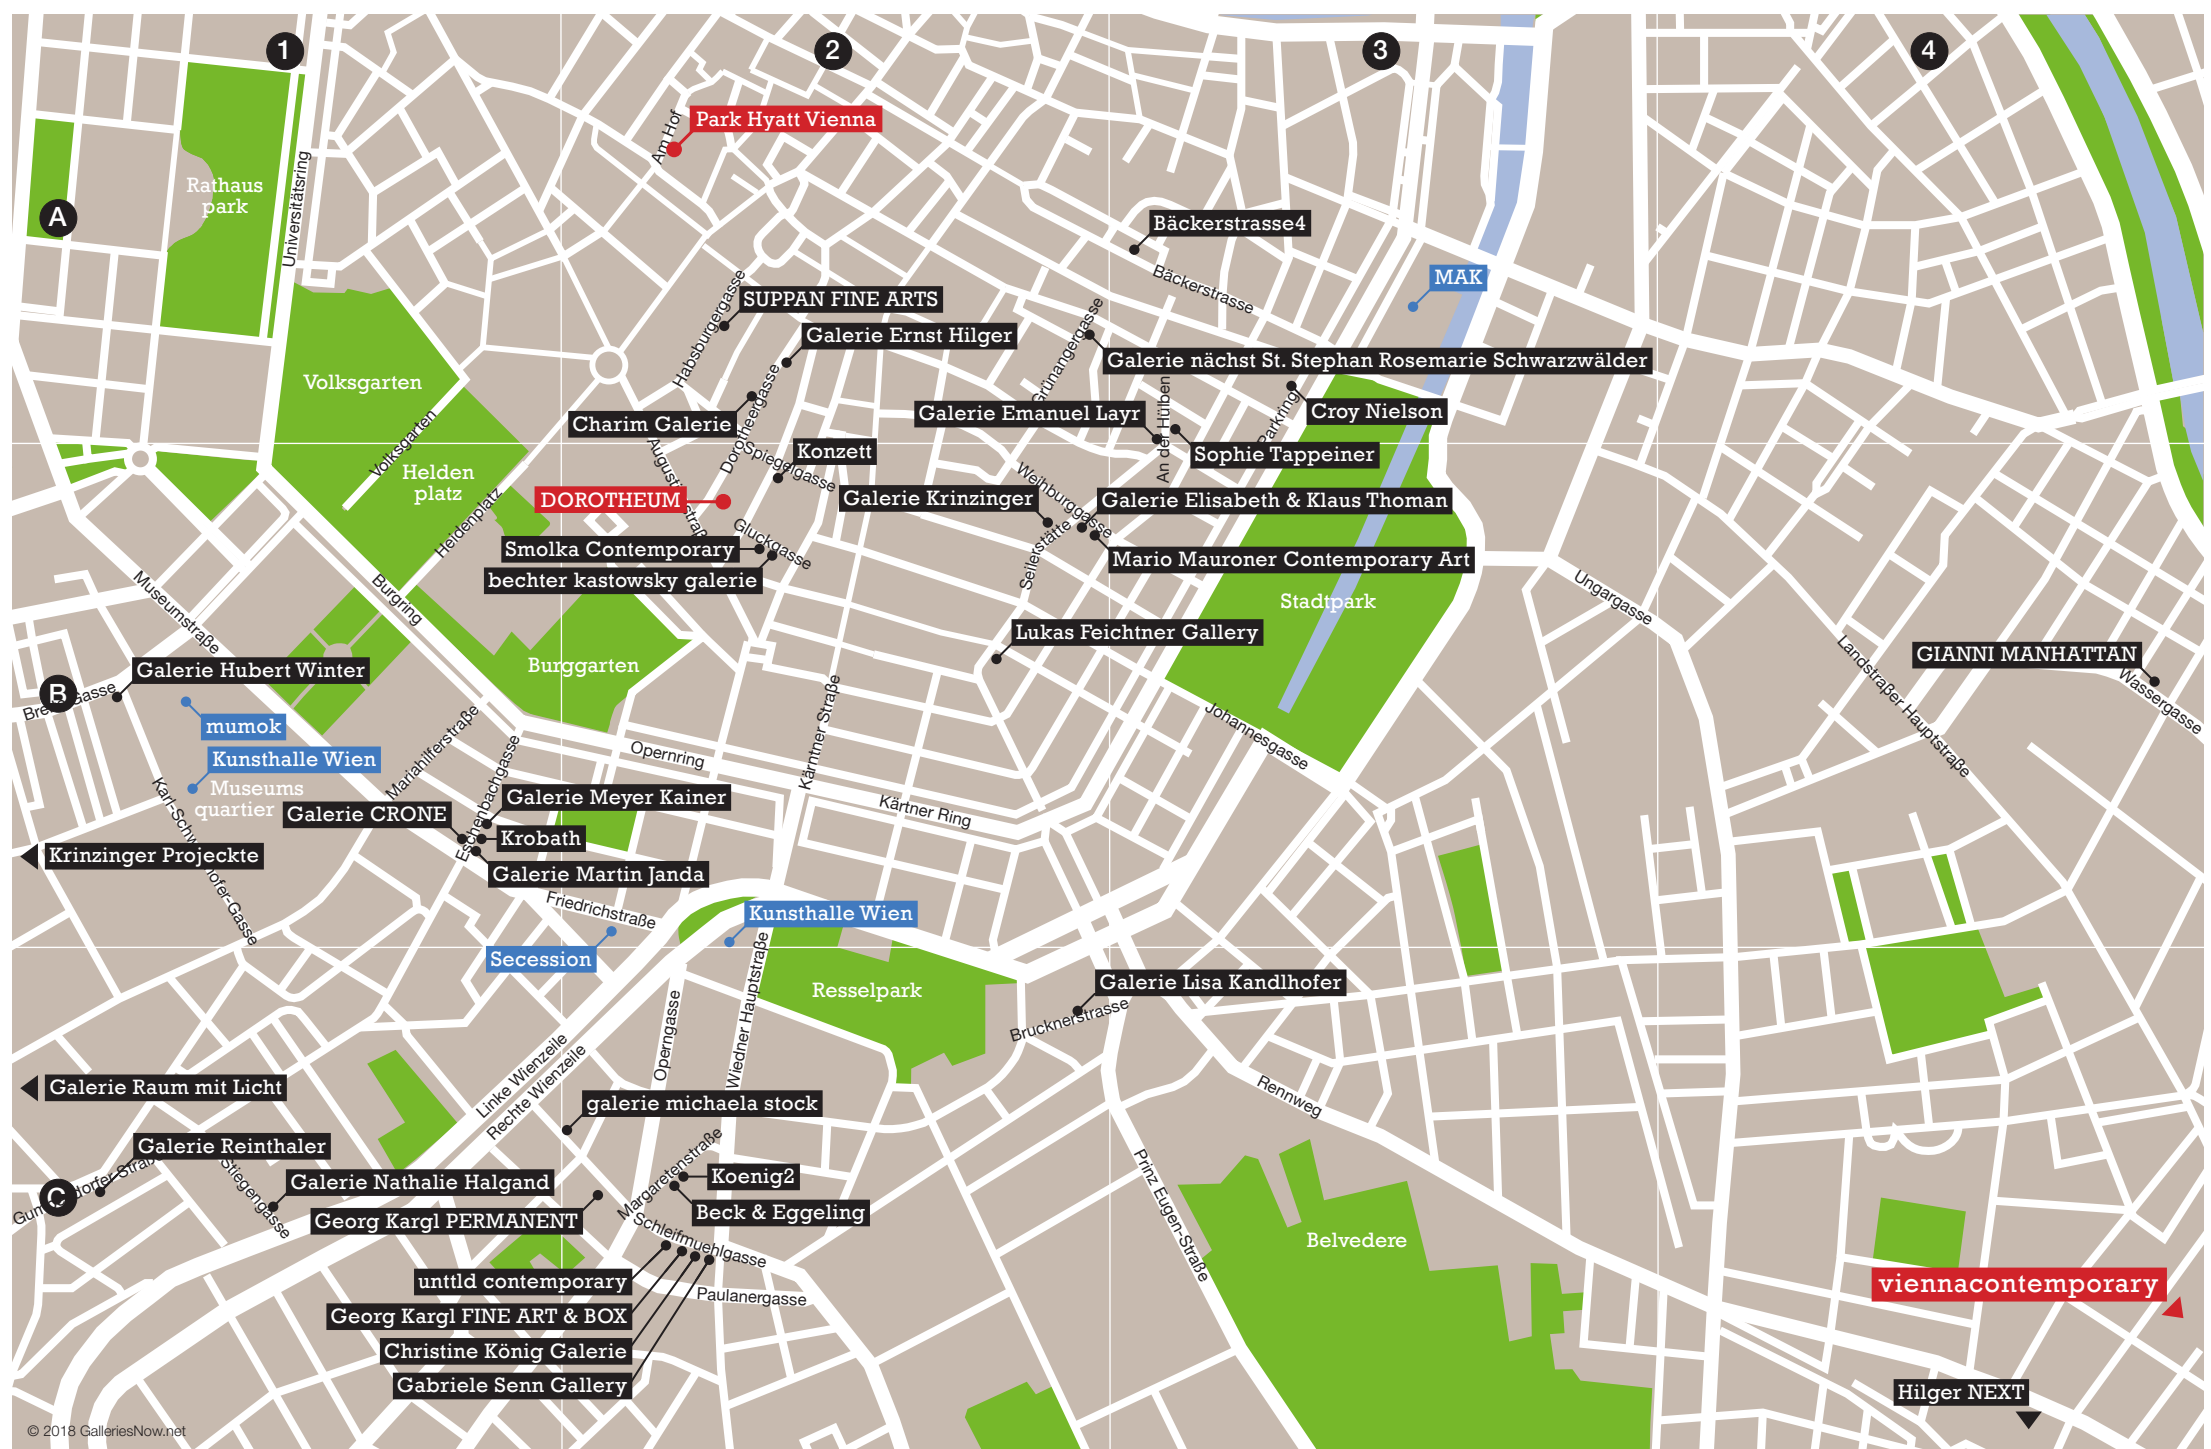 1
2
3
4
Park Hyatt Vienna
Am Hof
Rathaus
park
Universitätsring
A
Bäckerstrasse4
Bäckerstrasse
MAK
SUPPAN FINE ARTS
Habsburgergasse
Galerie Ernst Hilger
Grünangergasse
Galerie nächst St. Stephan Rosemarie Schwarzwälder
Volksgarten
Charim Galerie
Dorotheergasse
Galerie Emanuel Layr
An der Hülben
Parkring
Croy Nielson
Sophie Tappeiner
Volksgarten
Helden
platz
Heidenplatz
Konzett
Spiegelgasse
DOROTHEUM
Galerie Krinzinger
Weihburggasse
Galerie Elisabeth & Klaus Thoman
Smolka Contemporary
Gluckgasse
bechter kastowsky galerie
Seilerstätte
Mario Mauroner Contemporary Art
Museumstraße
Burgring
Stadtpark
Ungargasse
Lukas Feichtner Gallery
Burggarten
Galerie Hubert Winter
B
GIANNI MANHATTAN
Wassergasse
Landstraßer Hauptstraße
mumok
Kunsthalle Wien
Museums
quartier
Mariahilferstraße
Eschenbachgasse
Opernring
Kärntner Straße
Johannesgasse
Galerie Meyer Kainer
Galerie CRONE
Krobath
Kärtner Ring
Krinzinger Projeckte
Galerie Martin Janda
Friedrichstraße
Kunsthalle Wien
Secession
Resselpark
Galerie Lisa Kandlhofer
Brucknerstrasse
Operngasse
Wiedner Hauptstraße
Linke Wienzeile
Rechte Wienzeile
Galerie Raum mit Licht
galerie michaela stock
Rennweg
Galerie Reinthaler
Stiegengasse
C
Galerie Nathalie Halgand
Margaretenstraße
Koenig2
Georg Kargl PERMANENT
Beck & Eggeling
Schleifmuehlgasse
Prinz Eugen-Straße
Belvedere
unttld contemporary
Paulanergasse
viennacontemporary
Georg Kargl FINE ART & BOX
Christine König Galerie
Gabriele Senn Gallery
Hilger NEXT
© 2018 GalleriesNow.net